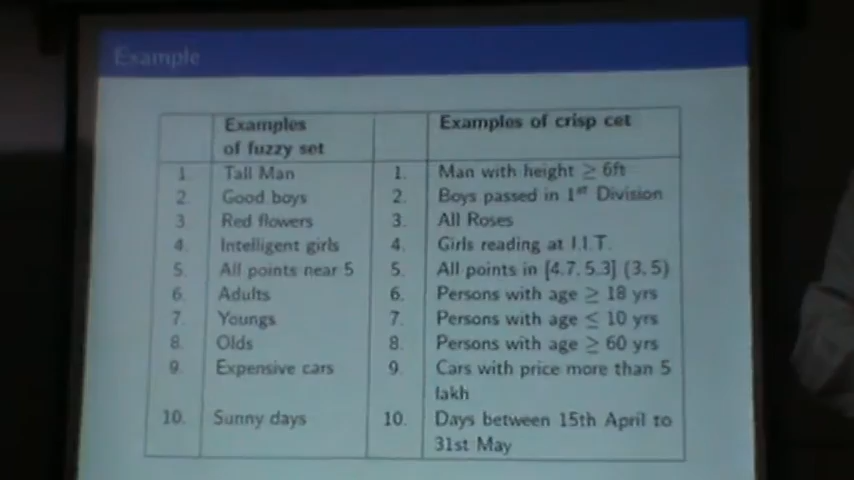 Example
Examples of fuzzy set
Examples of crisp cet
1. Tall Man 1. Man with height ≥ 6ft
2. Good boys 2. Boys passed in 1st Division
3. Red flowers 3. All Roses
4. Intelligent girls 4. Girls reading at I.I.T.
5. All points near 5 5. All points in [4.7, 5.3] (3, 5)
6. Adults 6. Persons with age ≥ 18 yrs
7. Youngs 7. Persons with age ≤ 10 yrs
8. Olds 8. Persons with age ≥ 60 yrs
9. Expensive cars 9. Cars with price more than 5
lakh
10. Sunny days 10. Days between 15th April to
31st May